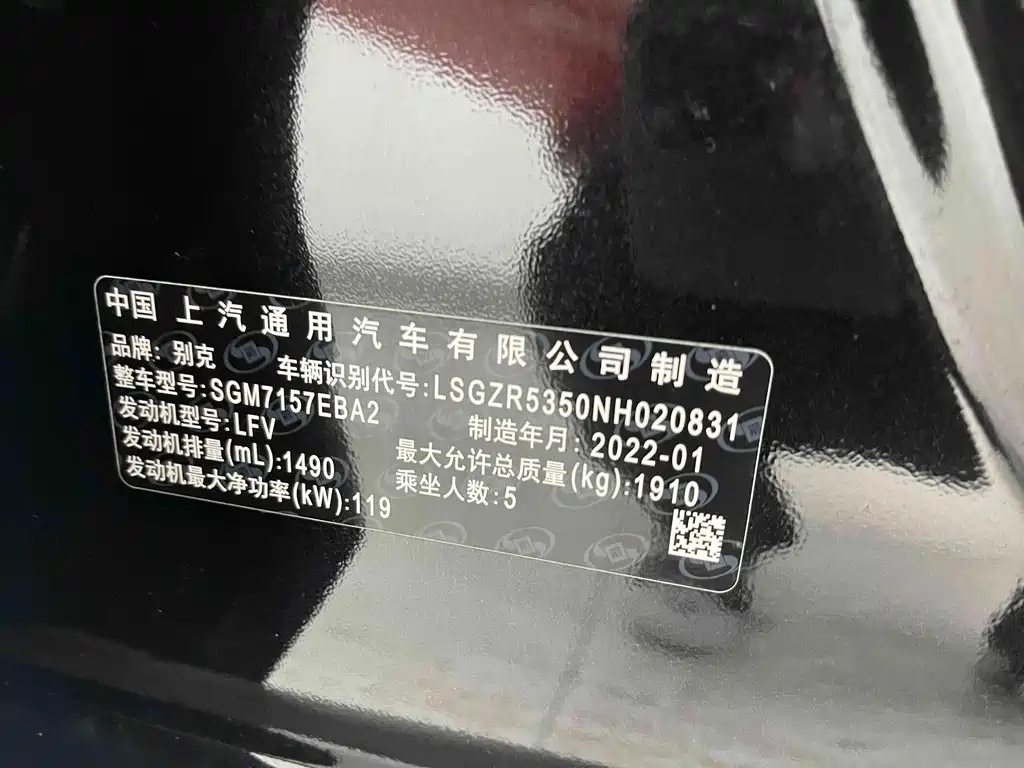 中国 上汽通用汽车有限公司制造
品牌：别克 车辆识别代号：LSGZR5350NH020831
整车型号：SGM7157EBA2 制造年月：2022-01
发动机型号：LFV 最大允许总质量(kg)：1910
发动机排量(mL)：1490 乘坐人数：5
发动机最大净功率(kW)：119